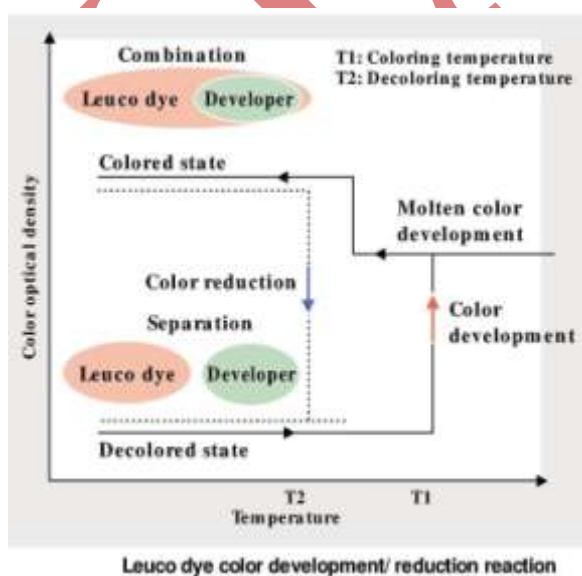 Combination
Leuco dye
Developer
T1: Coloring temperature
T2: Decoloring temperature
Colored state
Molten color
development
Color optical density
Color reduction
Color
development
Separation
Leuco dye
Developer
Decolored state
T2
T1
Temperature
Leuco dye color development/ reduction reaction